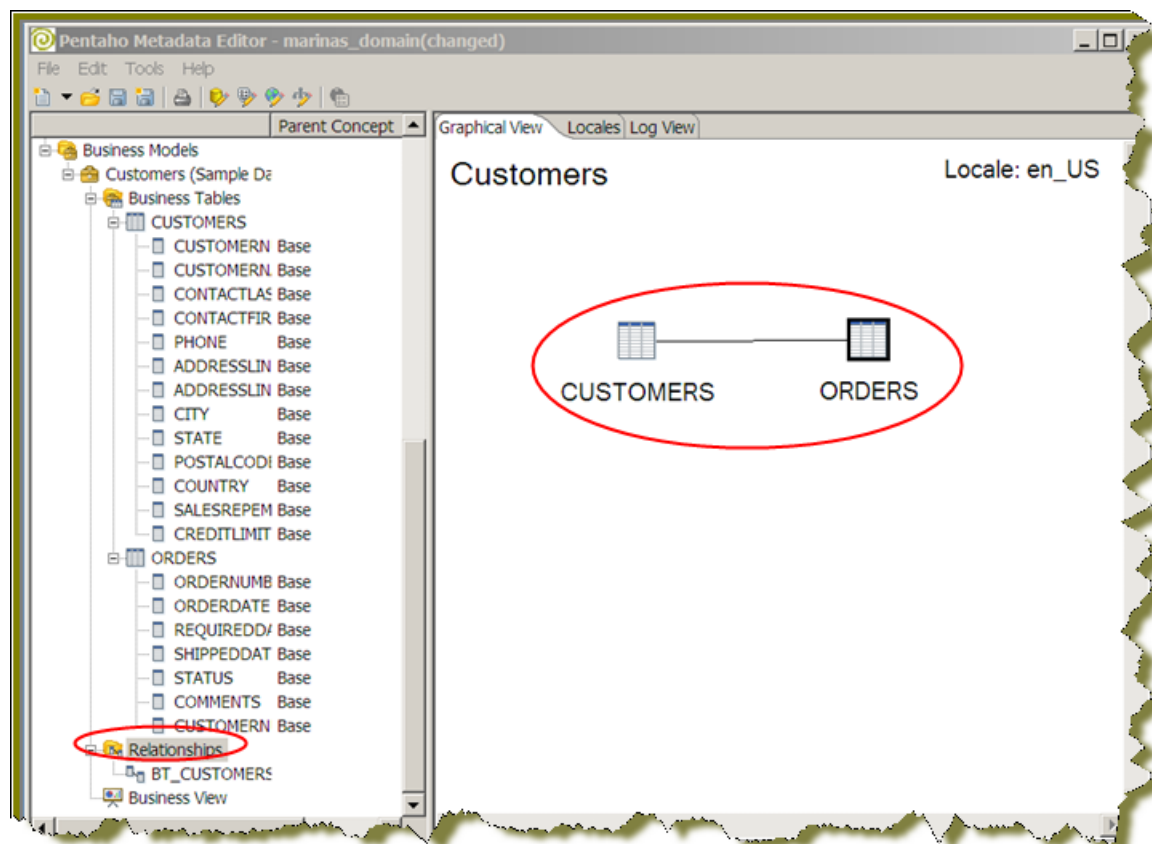 Pentaho Metadata Editor - marinas_domain(changed)
File Edit Tools Help
Parent Concept
Graphical View Locales Log View
Business Models
Customers (Sample Da
Business Tables
CUSTOMERS
CUSTOMERN Base
CUSTOMERN. Base
CONTACTLAS Base
CONTACTFIR Base
PHONE Base
ADDRESSLIN Base
ADDRESSLIN Base
CITY Base
STATE Base
POSTALCODE Base
COUNTRY Base
SALESREPEM Base
CREDITLIMIT Base
ORDERS
ORDERNUMB Base
ORDERDATE Base
REQUIREDDA Base
SHIPPEDDAT Base
STATUS Base
COMMENTS Base
CUSTOMERN Base
Relationships
BT_CUSTOMERS
Business View
Customers
Locale: en_US
CUSTOMERS
ORDERS